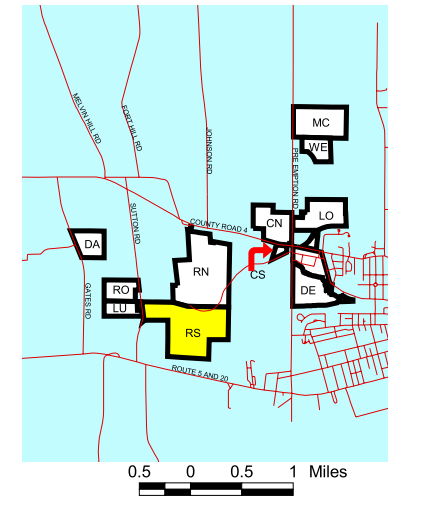 MELVIN HILL RD
FORT HILL RD
JOHNSON RD
MC
WE
PRE EMPTION RD
SUTTON RD
COUNTY ROAD 4
CN
LO
DA
RN
CS
RO
GATES RD
DE
LU
RS
ROUTE 5 AND 20
0.5 0 0.5 1 Miles